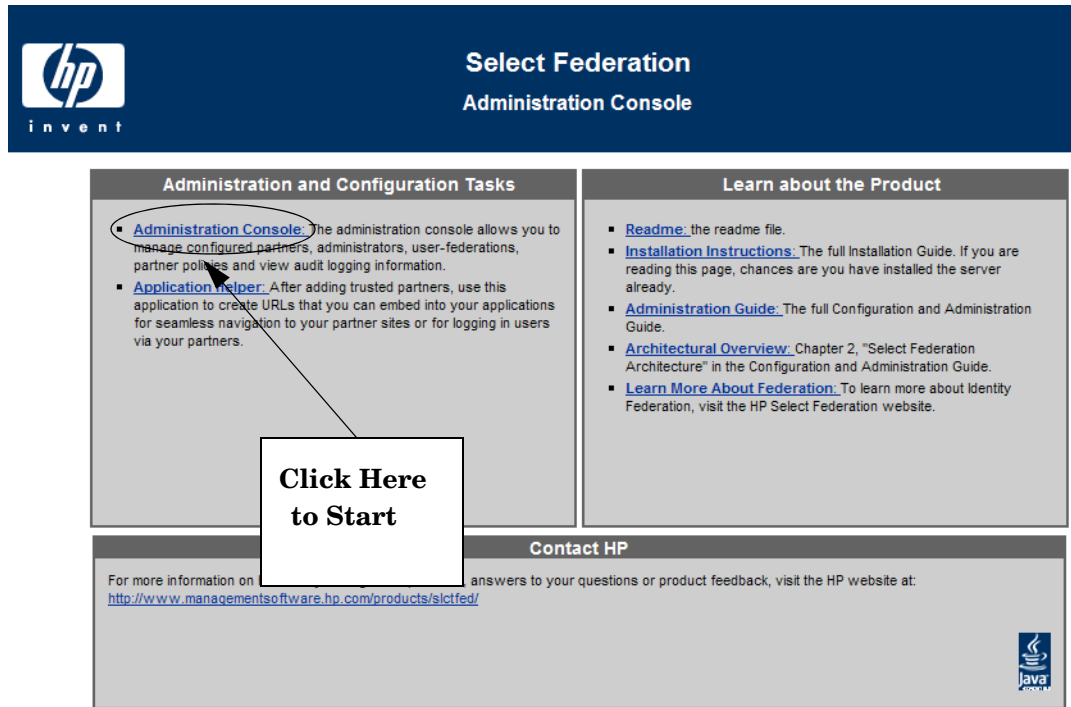 hp
invent
Select Federation
Administration Console
Administration and Configuration Tasks
Administration Console: The administration console allows you to
manage configured partners, administrators, user-federations,
partner policies and view audit logging information.
Application Helper: After adding trusted partners, use this
application to create URLs that you can embed into your applications
for seamless navigation to your partner sites or for logging in users
via your partners.
Learn about the Product
Readme: the readme file.
Installation Instructions: The full Installation Guide. If you are
reading this page, chances are you have installed the server
already.
Administration Guide: The full Configuration and Administration
Guide.
Architectural Overview: Chapter 2, "Select Federation
Architecture" in the Configuration and Administration Guide.
Learn More About Federation: To learn more about Identity
Federation, visit the HP Select Federation website.
Click Here
to Start
Contact HP
For more information on , answers to your questions or product feedback, visit the HP website at:
http://www.managementsoftware.hp.com/products/slctfed/
Java